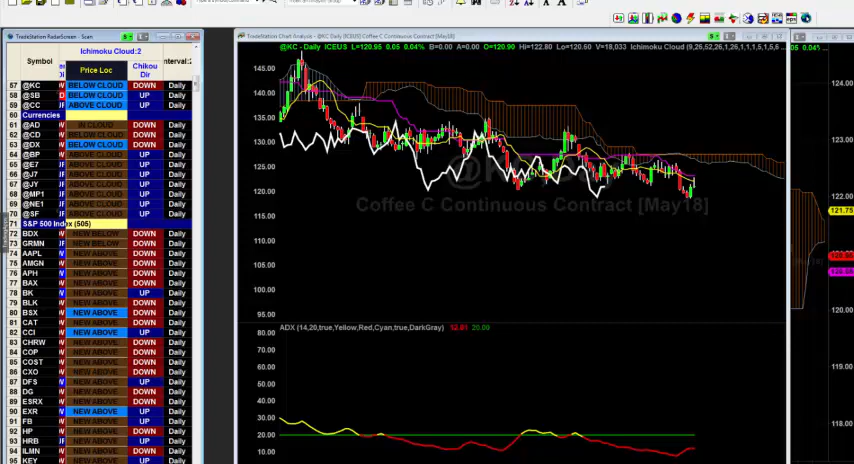 TradeStation RadarScreen - Scan
Ichimoku Cloud:2
Interval:2
Symbol
Price Loc
Chikou
Dir
57 @KC BELOW CLOUD DOWN Daily
58 @SB BELOW CLOUD UP Daily
59 @CC ABOVE CLOUD UP Daily
60 Currencies
61 @AD IN CLOUD DOWN Daily
62 @CD BELOW CLOUD DOWN Daily
63 @DX BELOW CLOUD DOWN Daily
64 @BP ABOVE CLOUD UP Daily
65 @E7 ABOVE CLOUD UP Daily
66 @J7 ABOVE CLOUD UP Daily
67 @JY ABOVE CLOUD UP Daily
68 @MP1 ABOVE CLOUD UP Daily
69 @NE1 ABOVE CLOUD UP Daily
70 @SF ABOVE CLOUD UP Daily
71 S&P 500 Index (505)
72 BDX NEW BELOW DOWN Daily
73 GRMN NEW BELOW DOWN Daily
74 AAPL NEW ABOVE DOWN Daily
75 AMGN NEW ABOVE DOWN Daily
76 APH NEW ABOVE DOWN Daily
77 BAX NEW ABOVE DOWN Daily
78 BK NEW ABOVE UP Daily
79 BLK NEW ABOVE DOWN Daily
80 BSX NEW ABOVE DOWN Daily
81 CAT NEW ABOVE DOWN Daily
82 CCI NEW ABOVE UP Daily
83 CHRW NEW ABOVE DOWN Daily
84 COP NEW ABOVE DOWN Daily
85 COST NEW ABOVE DOWN Daily
86 CXO NEW ABOVE DOWN Daily
87 DFS NEW ABOVE UP Daily
88 DG NEW ABOVE DOWN Daily
89 ESRX NEW ABOVE DOWN Daily
90 EXR NEW ABOVE UP Daily
91 FB NEW ABOVE UP Daily
92 HP NEW ABOVE DOWN Daily
93 HRB NEW ABOVE UP Daily
94 ILMN NEW ABOVE DOWN Daily
95 KEY NEW ABOVE UP Daily
TradeStation Chart Analysis - @KC Daily [ICEUS] Coffee C Continuous Contract [May18]
@KC - Daily ICEUS L=120.95 0.05 0.04% B=0.00 A=0.00 O=120.90 Hi=122.80 Lo=120.60 V=18,033 Ichimoku Cloud (9,26,52,26,1,26,1,1,5,1,5,6
145.00
140.00
135.00
130.00
125.00
120.00
115.00
122.00
110.00
105.00
100.00
95.00
Coffee C Continuous Contract [May18]
ADX (14,20,true,Yellow,Red,Cyan,true,DarkGray) 12.01 20.00
80.00
70.00
60.00
50.00
40.00
30.00
20.00
10.00
0.05 0.04%
124.00
123.00
122.00
121.75
119.00
118.00